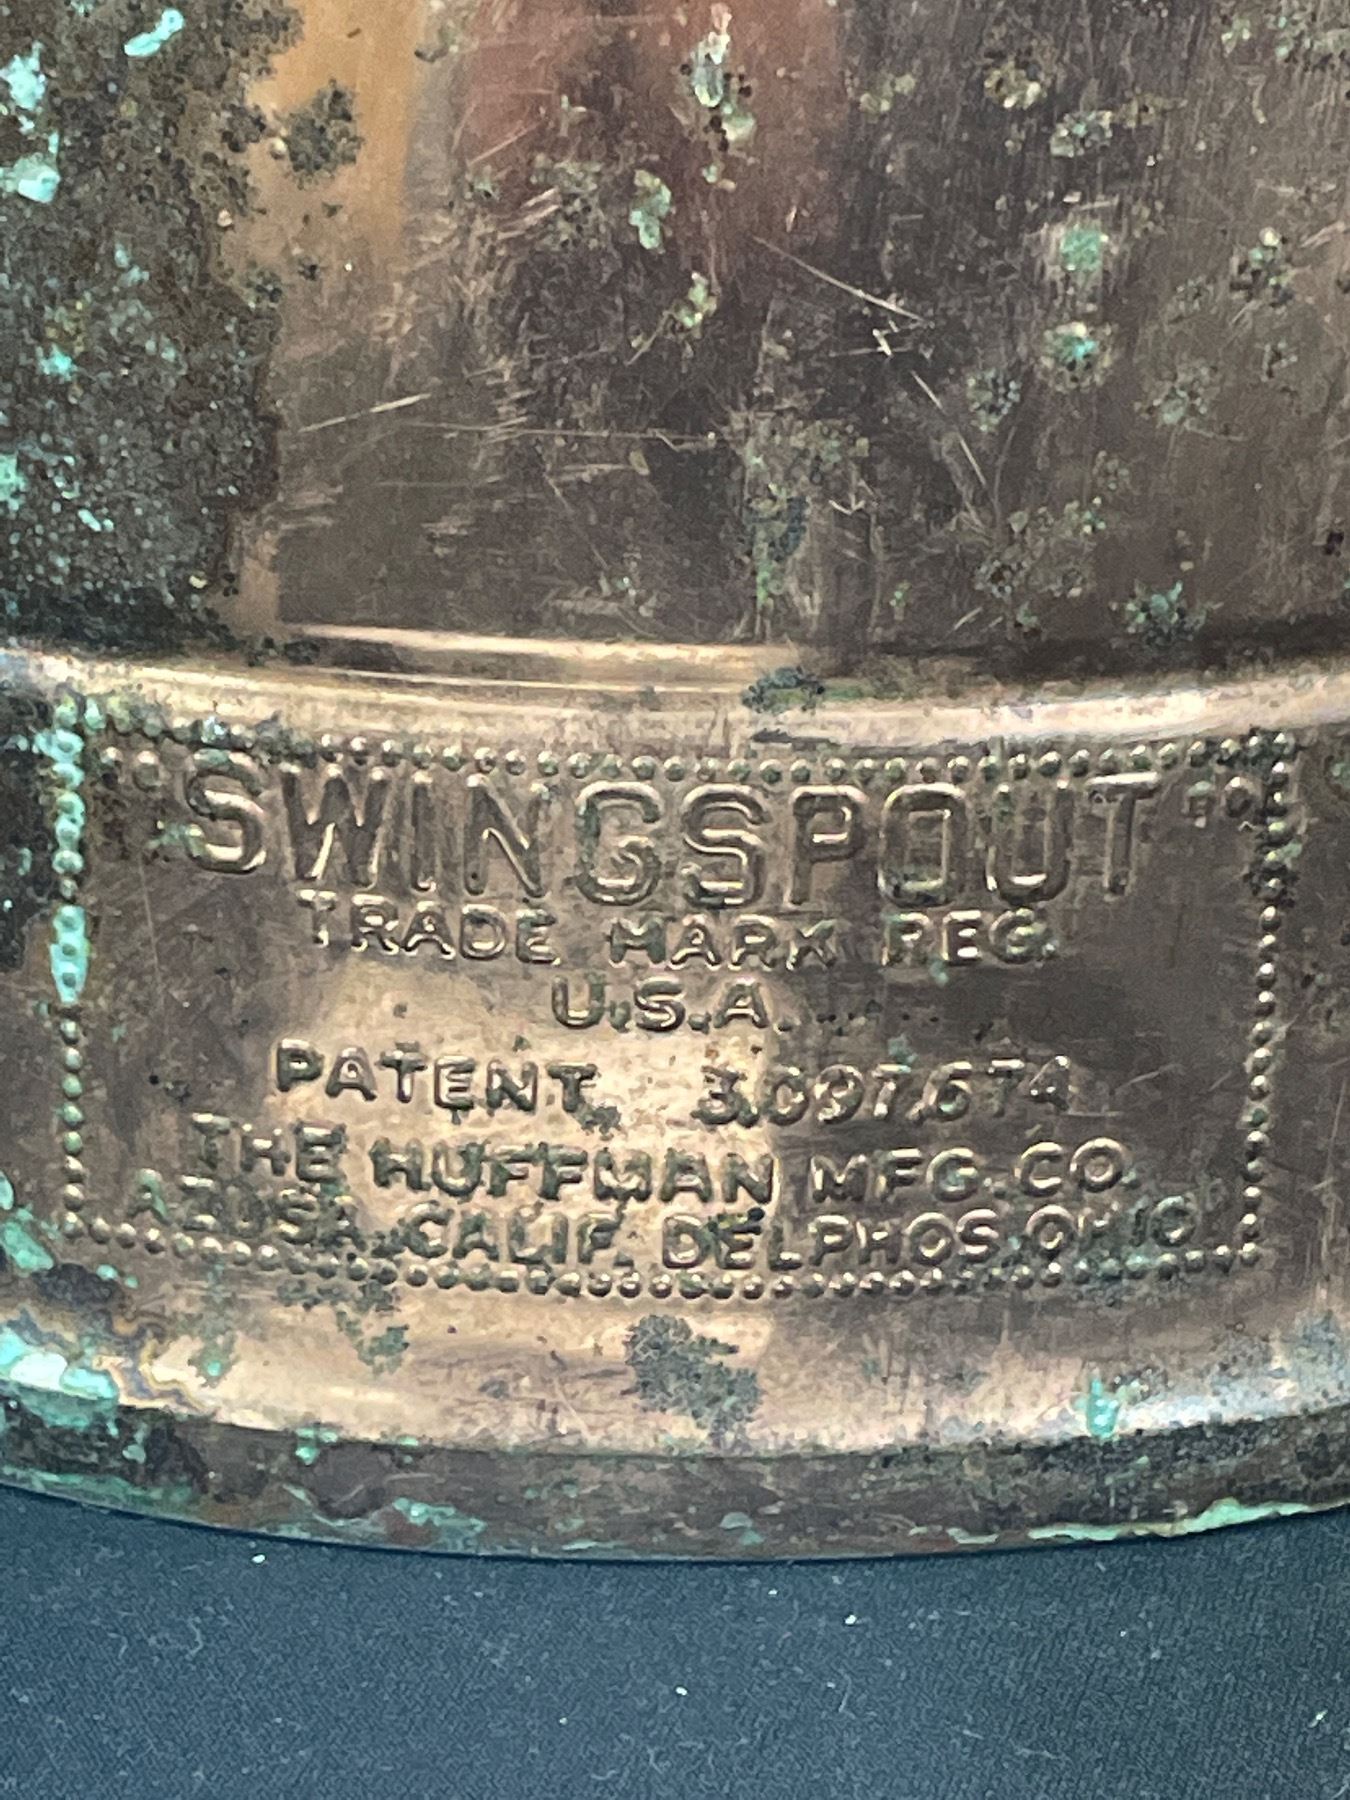 SWINGSPOUT
TRADE MARK REG.
U.S.A.
PATENT 3,097,674
THE HUFFMAN MFG. CO.
AZUSA, CALIF. DELPHOS, OHIO